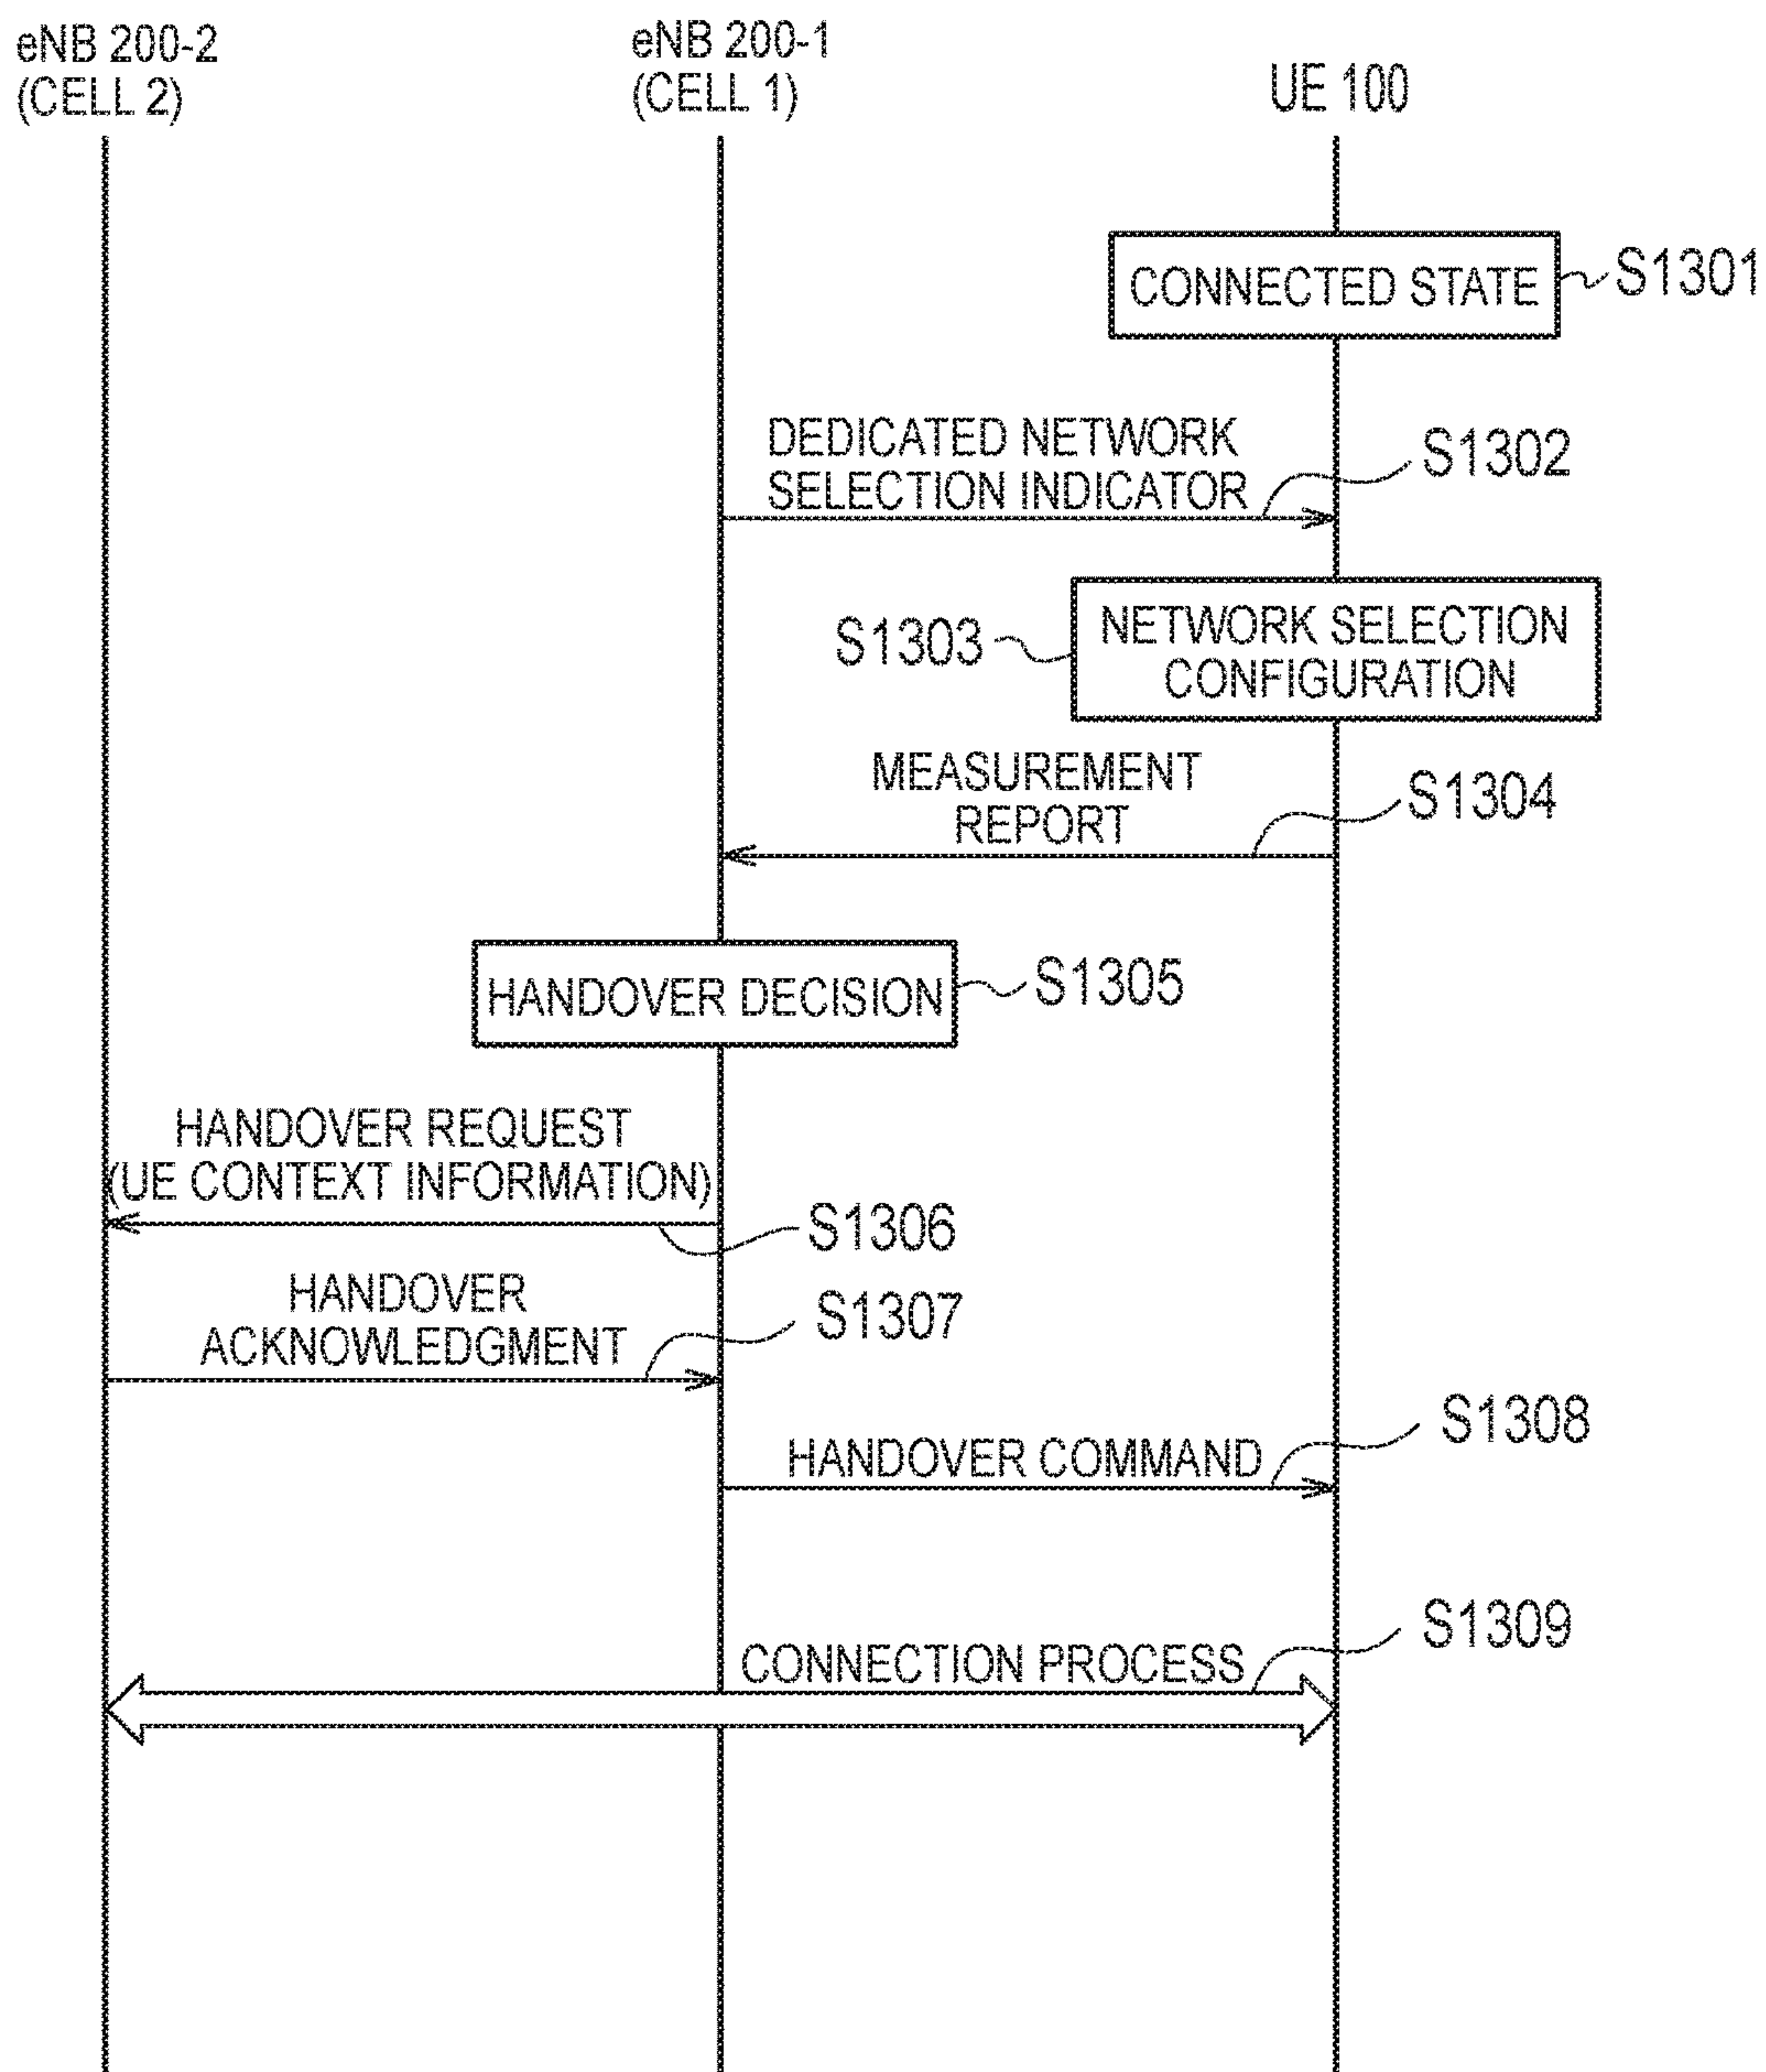 eNB 200-2
(CELL 2)
eNB 200-1
(CELL 1)
UE 100
CONNECTED STATE
S1301
DEDICATED NETWORK
SELECTION INDICATOR
S1302
S1303
NETWORK SELECTION
CONFIGURATION
MEASUREMENT
REPORT
S1304
HANDOVER DECISION
S1305
HANDOVER REQUEST
(UE CONTEXT INFORMATION)
S1306
HANDOVER
ACKNOWLEDGMENT
S1307
HANDOVER COMMAND
S1308
CONNECTION PROCESS
S1309